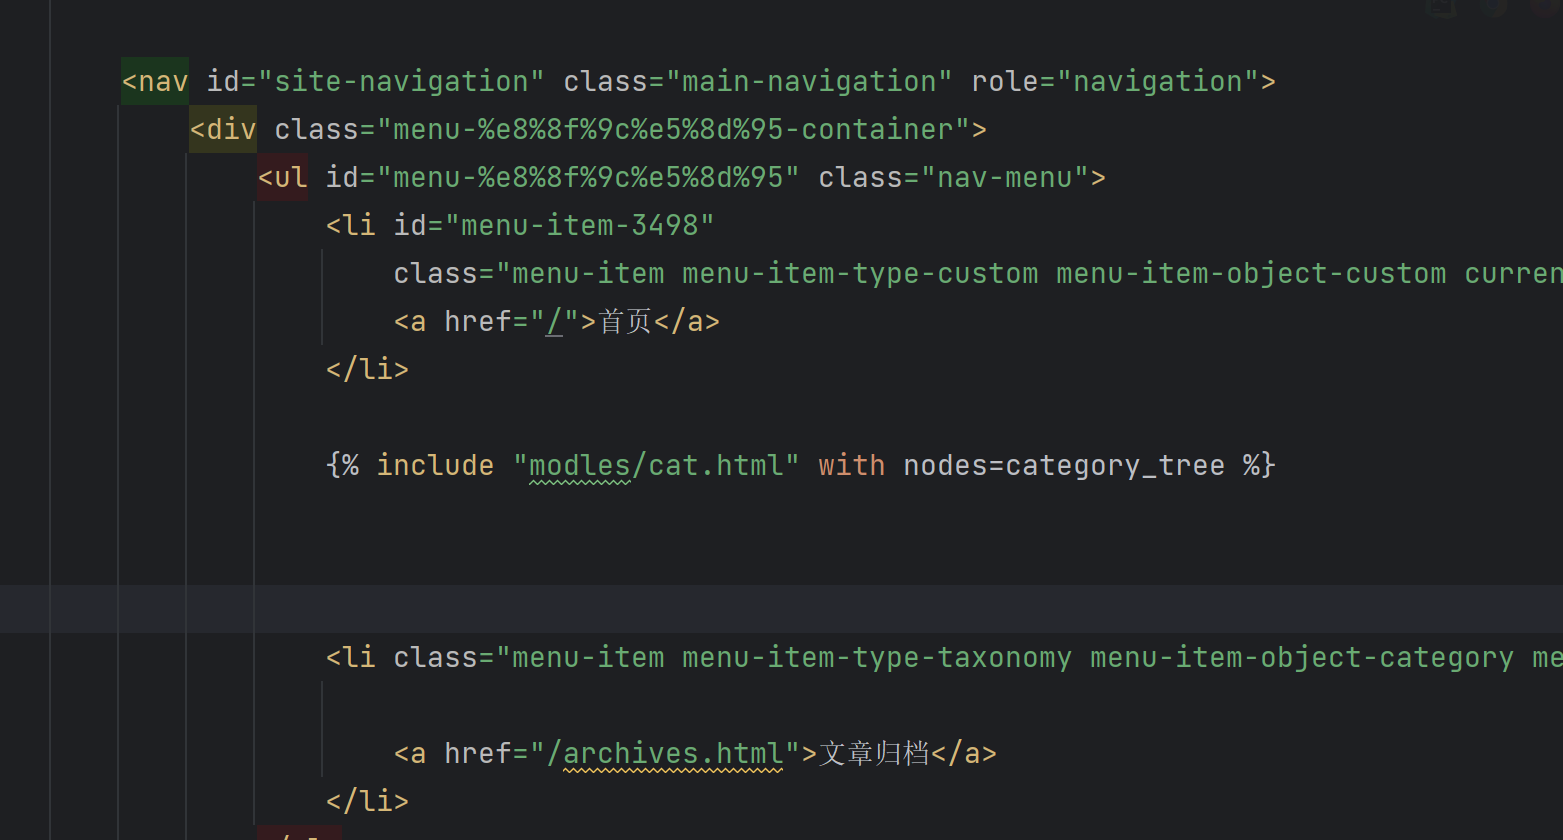 <nav id="site-navigation" class="main-navigation" role="navigation">
<div class="menu-%e8%8f%9c%e5%8d%95-container">
<ul id="menu-%e8%8f%9c%e5%8d%95" class="nav-menu">
<li id="menu-item-3498"
class="menu-item menu-item-type-custom menu-item-object-custom curren
<a href="/">首页</a>
</li>
{% include "modles/cat.html" with nodes=category_tree %}
<li class="menu-item menu-item-type-taxonomy menu-item-object-category me
<a href="/archives.html">文章归档</a>
</li>